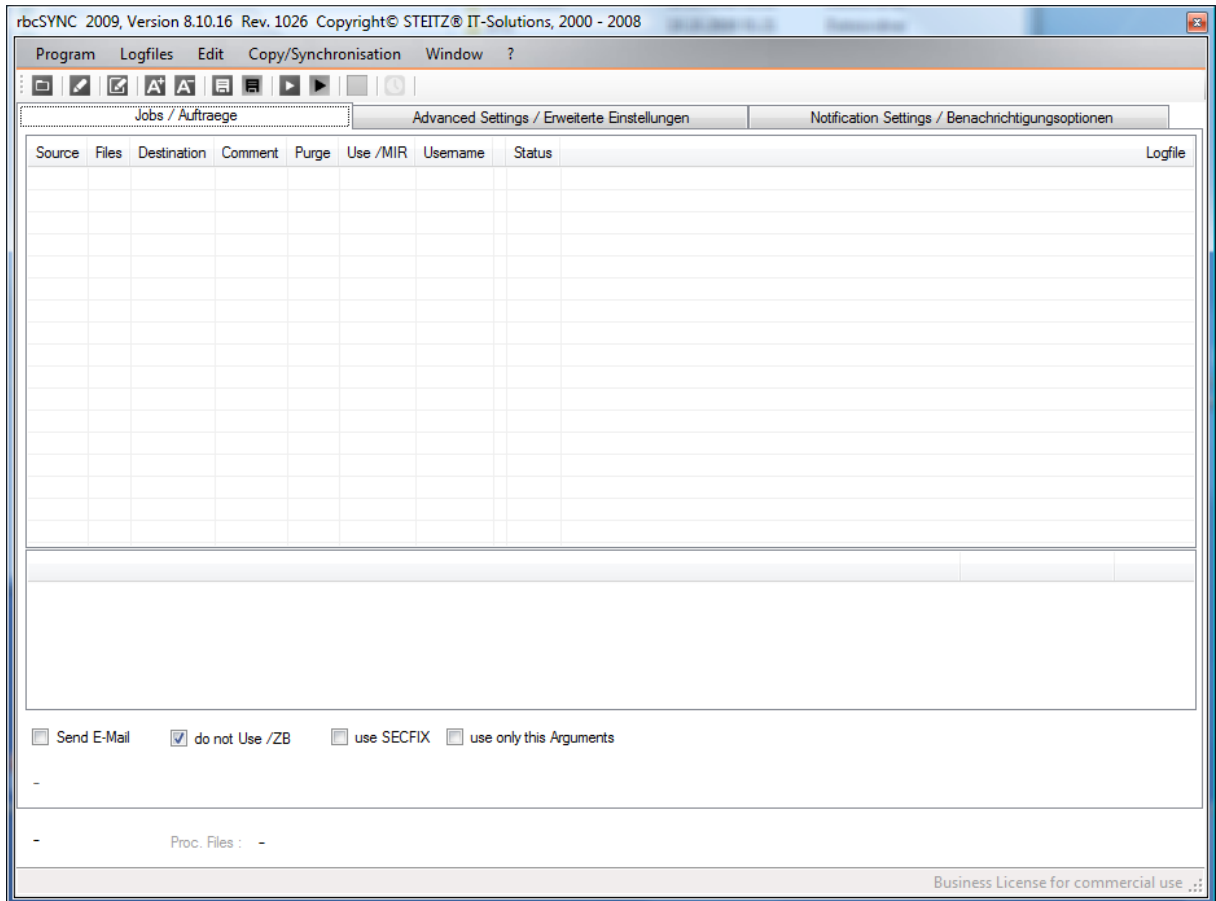 rbcSYNC 2009, Version 8.10.16 Rev. 1026 Copyright© STEITZ® IT-Solutions, 2000 - 2008
Program Logfiles Edit Copy/Synchronisation Window ?
Jobs / Auftraege Advanced Settings / Erweiterte Einstellungen Notification Settings / Benachrichtigungsoptionen
Source Files Destination Comment Purge Use /MIR Username Status Logfile
Send E-Mail do not Use /ZB use SECFIX use only this Arguments
-
- Proc. Files : -
Business License for commercial use